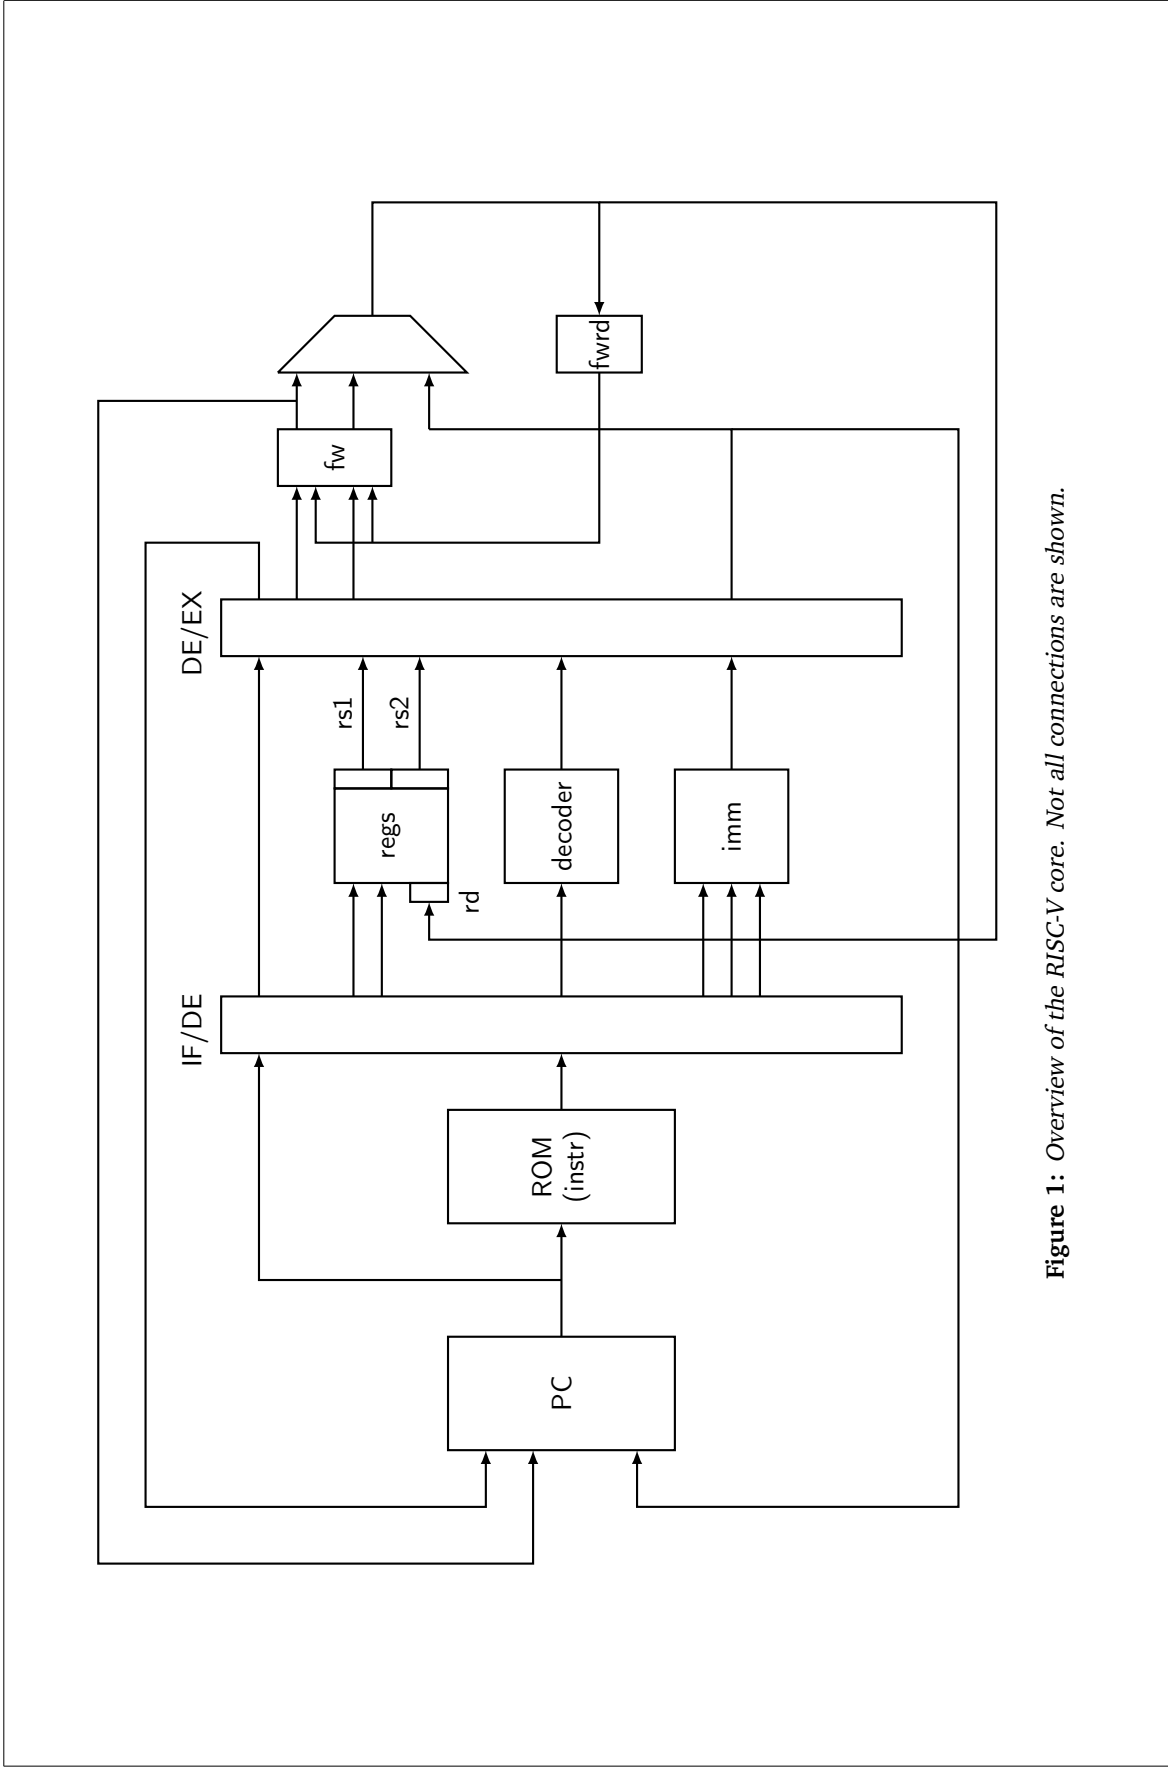 PC
ROM
(instr)
IF/DE
regs
rd
rs1
rs2
decoder
imm
DE/EX
fw
fwrd
Figure 1: Overview of the RISC-V core. Not all connections are shown.